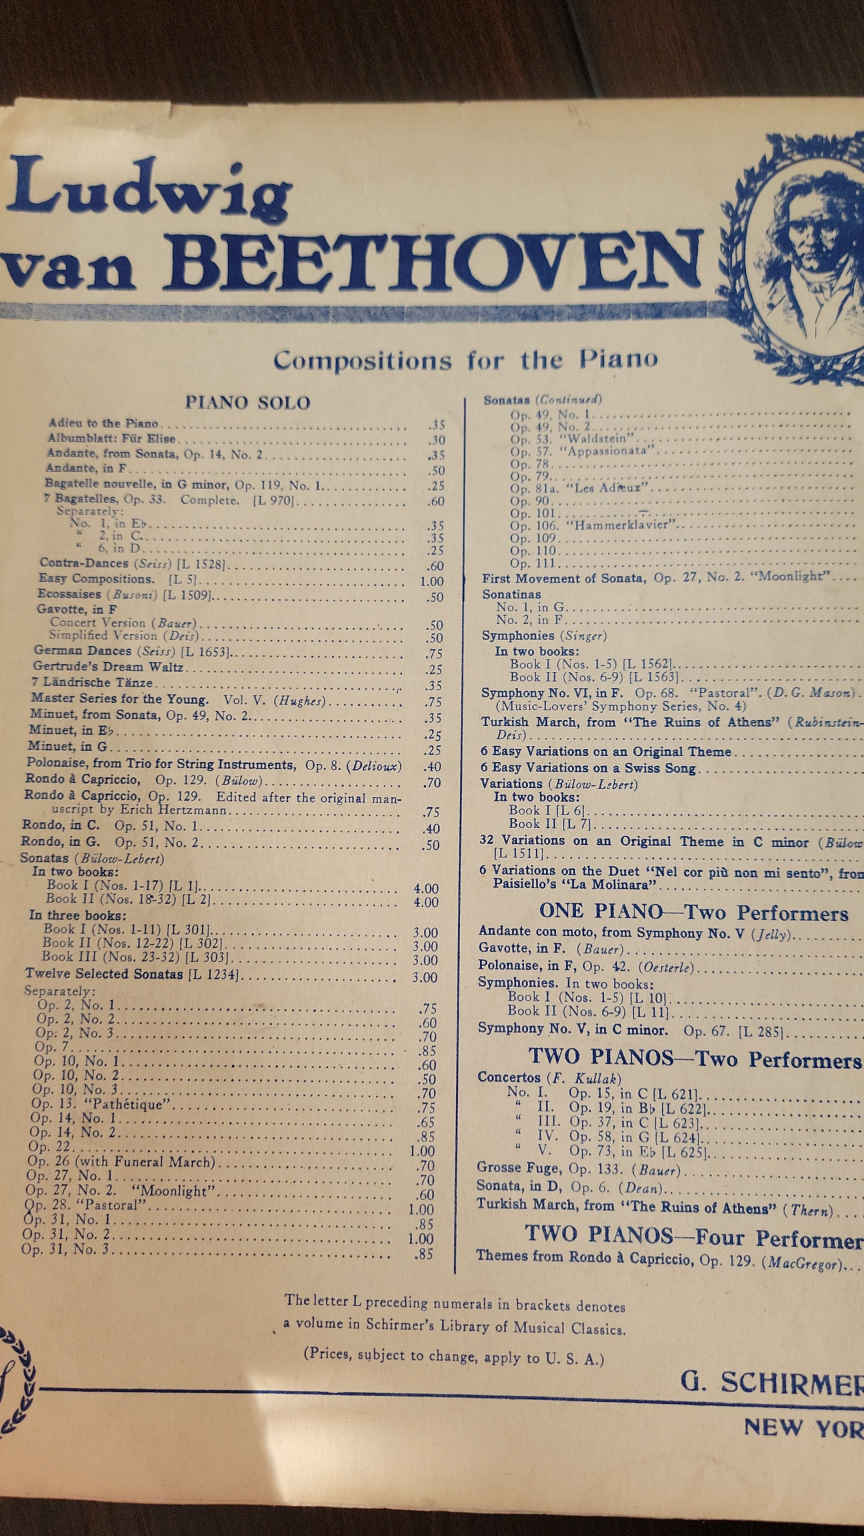 Ludwig
van BEETHOVEN
Compositions for the Piano
PIANO SOLO
Adieu to the Piano .35
Albumblatt: Für Elise .30
Andante, from Sonata, Op. 14, No. 2 .35
Andante, in F .50
Bagatelle nouvelle, in G minor, Op. 119, No. 1 .25
7 Bagatelles, Op. 33. Complete. [L 970] .60
Separately:
No. 1, in E♭ .35
" 2, in C .35
" 6, in D .25
Contra-Dances (Seiss) [L 1528] .60
Easy Compositions. [L 5] 1.00
Ecossaises (Busoni) [L 1509] .50
Gavotte, in F
Concert Version (Bauer) .50
Simplified Version (Deis) .50
German Dances (Seiss) [L 1653] .75
Gertrude's Dream Waltz .25
7 Ländrische Tänze .35
Master Series for the Young. Vol. V. (Hughes) .75
Minuet, from Sonata, Op. 49, No. 2 .35
Minuet, in E♭ .25
Minuet, in G .25
Polonaise, from Trio for String Instruments, Op. 8. (Delioux) .40
Rondo à Capriccio, Op. 129. (Bülow) .70
Rondo à Capriccio, Op. 129. Edited after the original man-
uscript by Erich Hertzmann .75
Rondo, in C. Op. 51, No. 1 .40
Rondo, in G. Op. 51, No. 2 .50
Sonatas (Bülow-Lebert)
In two books:
Book I (Nos. 1-17) [L 1] 4.00
Book II (Nos. 18-32) [L 2] 4.00
In three books:
Book I (Nos. 1-11) [L 301] 3.00
Book II (Nos. 12-22) [L 302] 3.00
Book III (Nos. 23-32) [L 303] 3.00
Twelve Selected Sonatas [L 1234] 3.00
Separately:
Op. 2, No. 1 .75
Op. 2, No. 2 .60
Op. 2, No. 3 .70
Op. 7 .85
Op. 10, No. 1 .60
Op. 10, No. 2 .50
Op. 10, No. 3 .70
Op. 13. "Pathétique" .75
Op. 14, No. 1 .65
Op. 14, No. 2 .85
Op. 22 1.00
Op. 26 (with Funeral March) .70
Op. 27, No. 1 .70
Op. 27, No. 2. "Moonlight" .60
Op. 28. "Pastoral" 1.00
Op. 31, No. 1 .85
Op. 31, No. 2 1.00
Op. 31, No. 3 .85
Sonatas (Continued)
Op. 49, No. 1
Op. 49, No. 2
Op. 53. "Waldstein"
Op. 57. "Appassionata"
Op. 78
Op. 79
Op. 81a. "Les Adieux"
Op. 90
Op. 101
Op. 106. "Hammerklavier"
Op. 109
Op. 110
Op. 111
First Movement of Sonata, Op. 27, No. 2. "Moonlight"
Sonatinas
No. 1, in G
No. 2, in F
Symphonies (Singer)
In two books:
Book I (Nos. 1-5) [L 1562]
Book II (Nos. 6-9) [L 1563]
Symphony No. VI, in F. Op. 68. "Pastoral". (D. G. Mason)
(Music-Lovers' Symphony Series, No. 4)
Turkish March, from "The Ruins of Athens" (Rubinstein-
Deis)
6 Easy Variations on an Original Theme
6 Easy Variations on a Swiss Song
Variations (Bülow-Lebert)
In two books:
Book I [L 6]
Book II [L 7]
32 Variations on an Original Theme in C minor (Bülow
[L 1511]
6 Variations on the Duet "Nel cor più non mi sento", from
Paisiello's "La Molinara"
ONE PIANO—Two Performers
Andante con moto, from Symphony No. V (Jelly)
Gavotte, in F. (Bauer)
Polonaise, in F, Op. 42. (Oesterle)
Symphonies. In two books:
Book I (Nos. 1-5) [L 10]
Book II (Nos. 6-9) [L 11]
Symphony No. V, in C minor. Op. 67. [L 285]
TWO PIANOS—Two Performers
Concertos (F. Kullak)
No. I. Op. 15, in C [L 621]
" II. Op. 19, in B♭ [L 622]
" III. Op. 37, in C [L 623]
" IV. Op. 58, in G [L 624]
" V. Op. 73, in E♭ [L 625]
Grosse Fuge, Op. 133. (Bauer)
Sonata, in D, Op. 6. (Dean)
Turkish March, from "The Ruins of Athens" (Thern)
TWO PIANOS—Four Performer
Themes from Rondo à Capriccio, Op. 129. (MacGregor)
The letter L preceding numerals in brackets denotes
a volume in Schirmer's Library of Musical Classics.
(Prices, subject to change, apply to U. S. A.)
G. SCHIRMER
NEW YOR